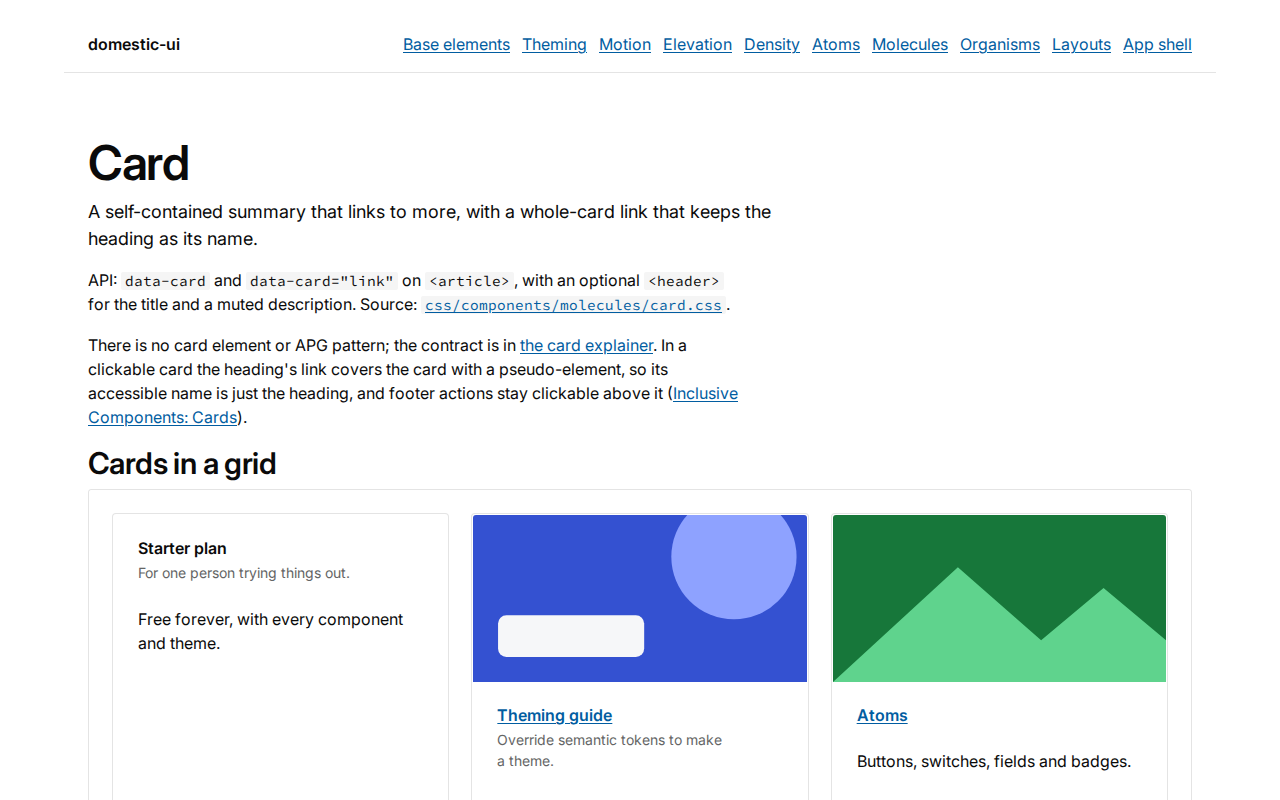 domestic-ui
Base elements Theming Motion Elevation Density Atoms Molecules Organisms Layouts App shell
Card
A self-contained summary that links to more, with a whole-card link that keeps the
heading as its name.
API: data-card and data-card="link" on <article>, with an optional <header>
for the title and a muted description. Source: css/components/molecules/card.css.
There is no card element or APG pattern; the contract is in the card explainer. In a
clickable card the heading's link covers the card with a pseudo-element, so its
accessible name is just the heading, and footer actions stay clickable above it (Inclusive
Components: Cards).
Cards in a grid
Starter plan
For one person trying things out.
Free forever, with every component
and theme.
Theming guide
Override semantic tokens to make
a theme.
Atoms
Buttons, switches, fields and badges.